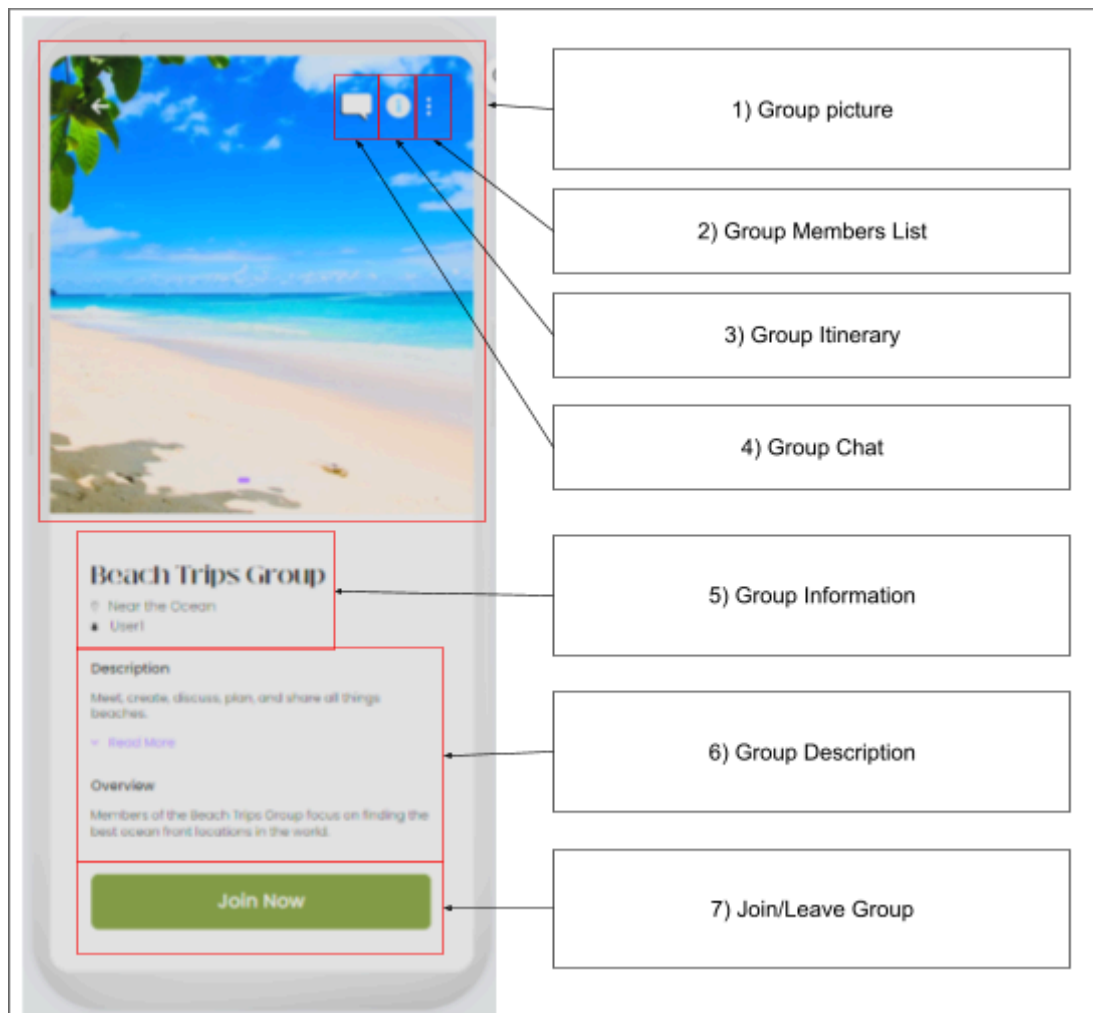 1) Group picture
2) Group Members List
3) Group Itinerary
4) Group Chat
Beach Trips Group
Near the Ocean
User1
5) Group Information
Description
Meet, create, discuss, plan, and share all things
beaches.
Read More
Overview
Members of the Beach Trips Group focus on finding the
best ocean front locations in the world.
6) Group Description
Join Now
7) Join/Leave Group